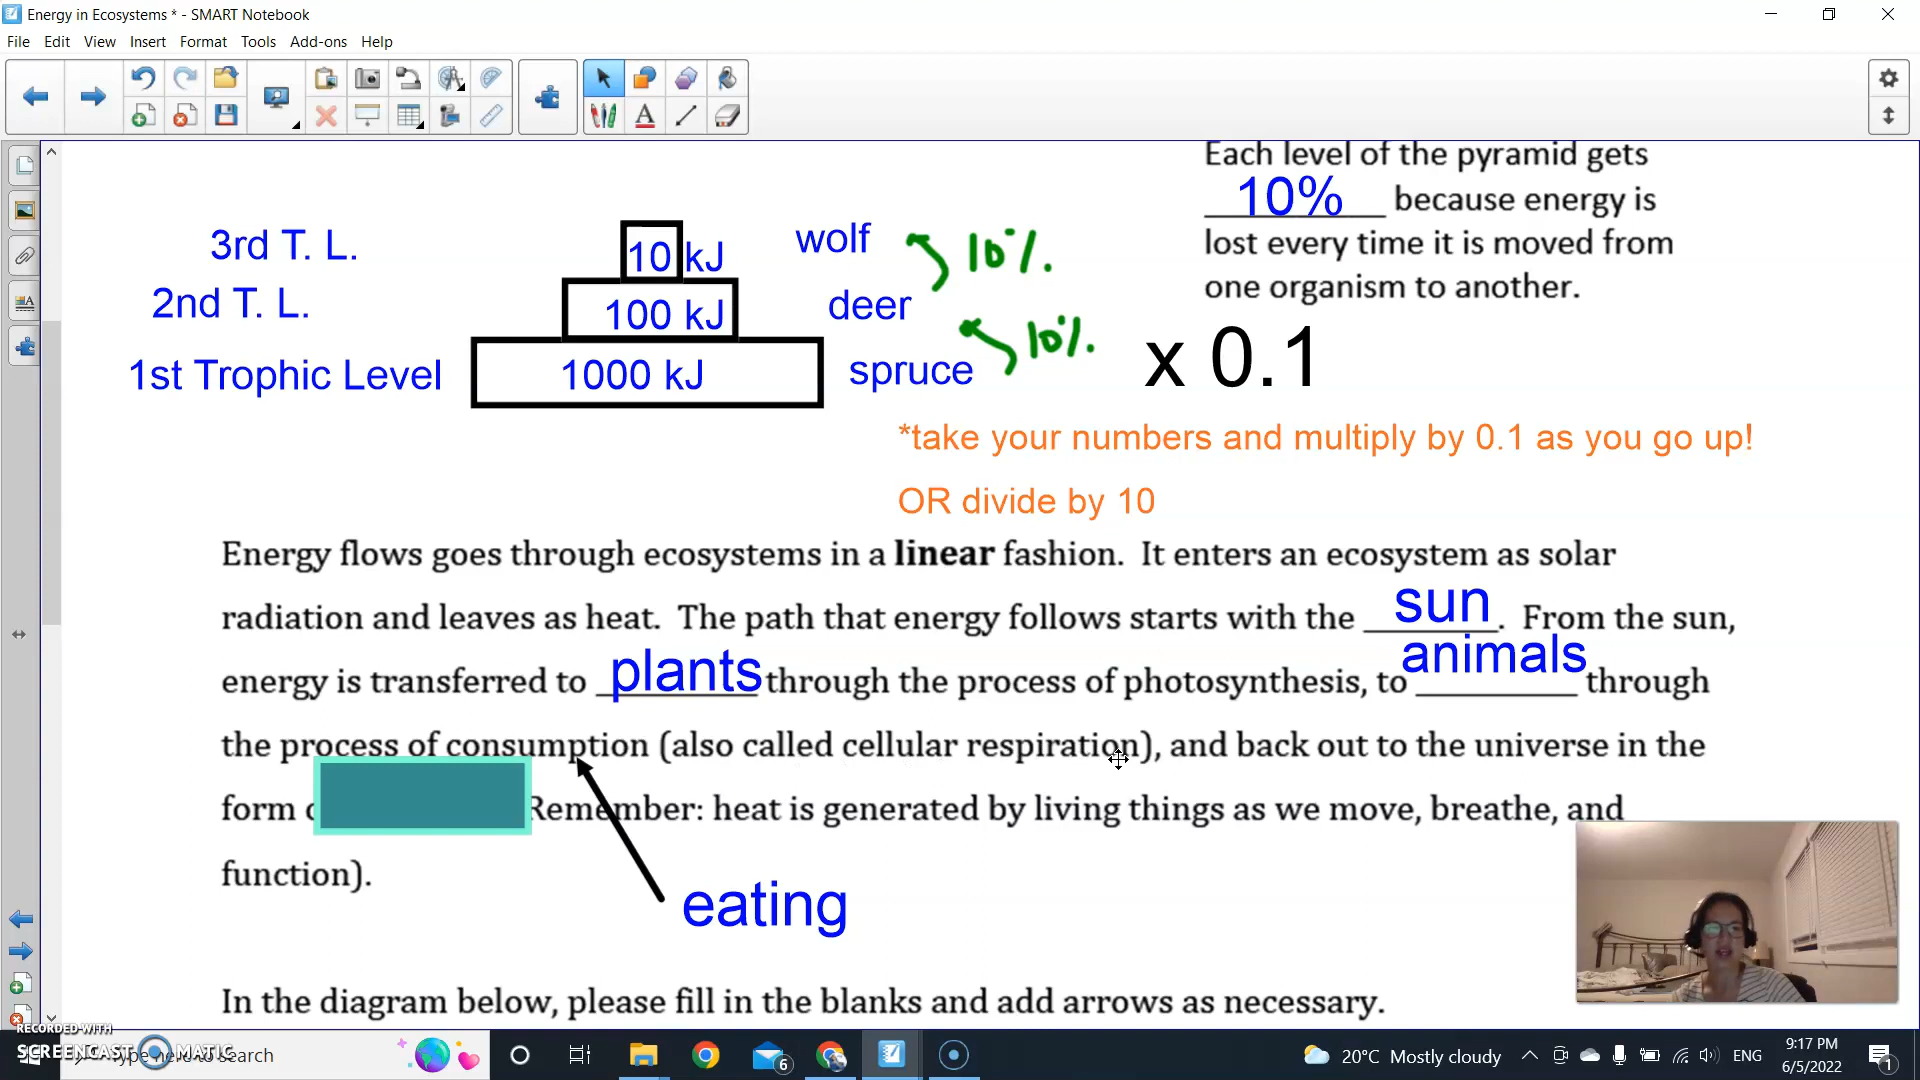 Energy in Ecosystems * - SMART Notebook
File Edit View Insert Format Tools Add-ons Help
Each level of the pyramid gets
10% because energy is
lost every time it is moved from
one organism to another.
3rd T. L. 10 kJ wolf 10%.
2nd T. L. 100 kJ deer 10%.
1st Trophic Level 1000 kJ spruce x 0.1
*take your numbers and multiply by 0.1 as you go up!
OR divide by 10
Energy flows goes through ecosystems in a linear fashion. It enters an ecosystem as solar
radiation and leaves as heat. The path that energy follows starts with the sun. From the sun,
energy is transferred to plants through the process of photosynthesis, to animals through
the process of consumption (also called cellular respiration), and back out to the universe in the
form Remember: heat is generated by living things as we move, breathe, and
function).
eating
In the diagram below, please fill in the blanks and add arrows as necessary.
RECORDED WITH
SCREENCAST MATIC
Type here to search
6
20°C Mostly cloudy
ENG
9:17 PM
6/5/2022
1